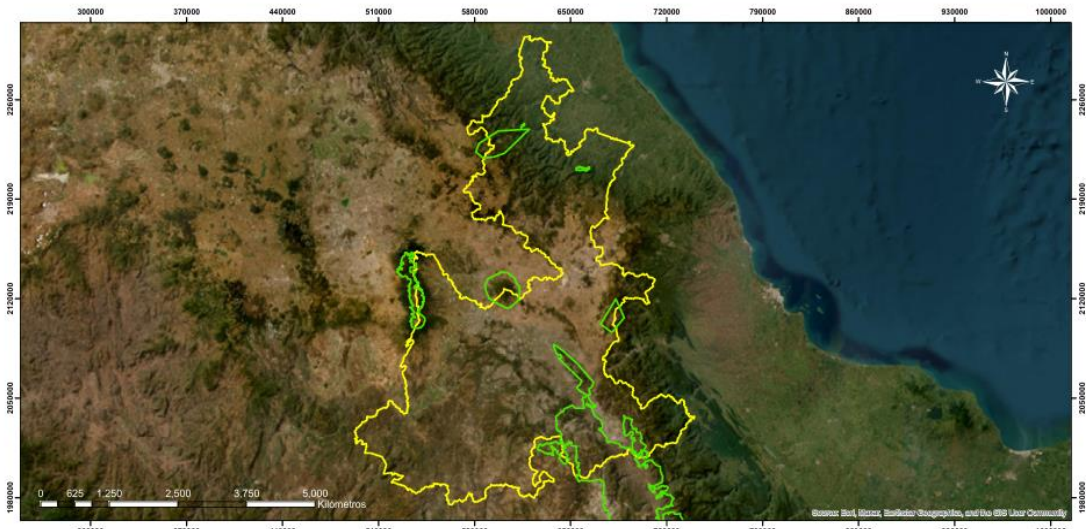 300000 370000 440000 510000 580000 650000 720000 790000 860000 930000 1000000
N
2260000 2260000
2190000 2190000
2120000 2120000
2050000 2050000
1980000 1980000
0 625 1,250 2,500 3,750 5,000
Kilómetros
Source: Esri, Maxar, Earthstar Geographics, and the GIS User Community